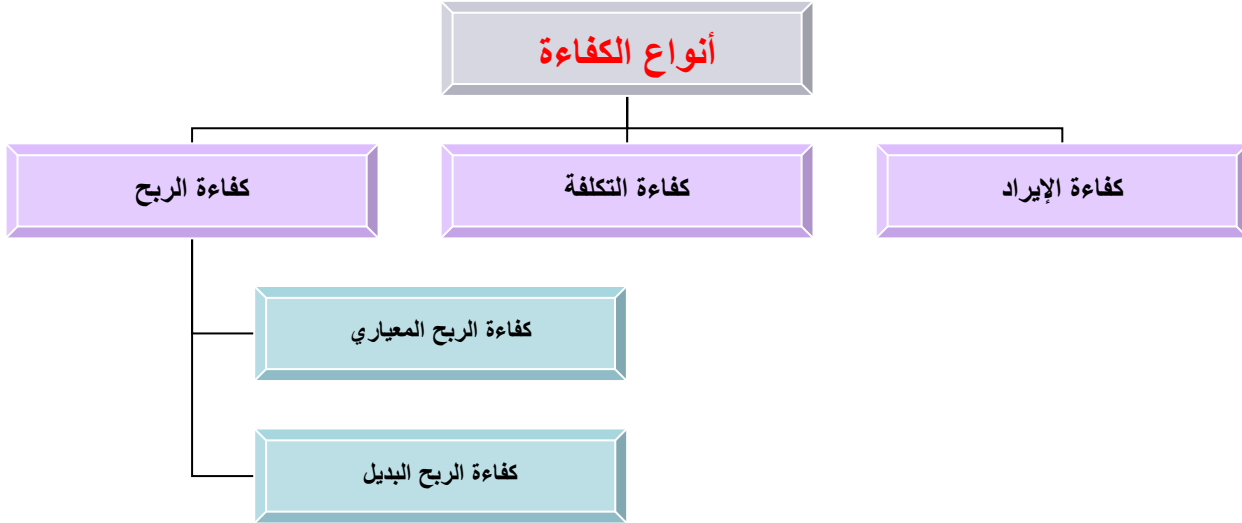 أنواع الكفاءة
كفاءة الإيراد
كفاءة التكلفة
كفاءة الربح
كفاءة الربح المعياري
كفاءة الربح البديل